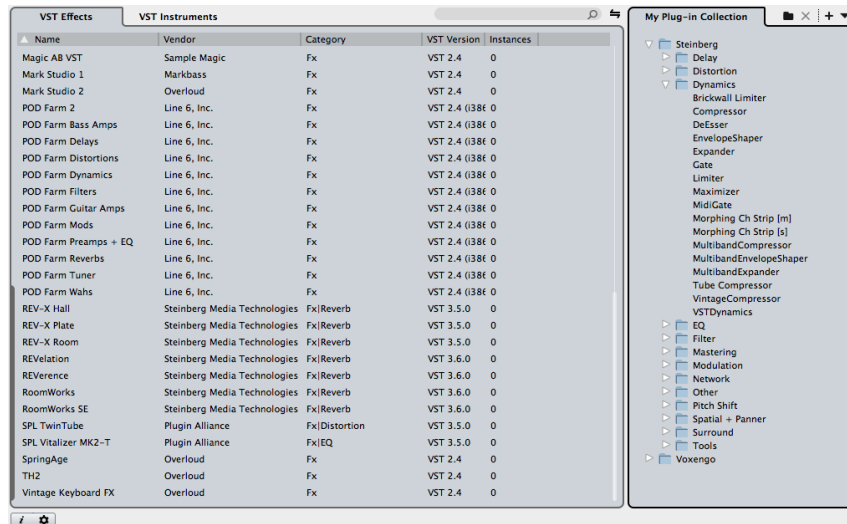 VST Effects VST Instruments
Name Vendor Category VST Version Instances
Magic AB VST Sample Magic Fx VST 2.4 0
Mark Studio 1 Markbass Fx VST 2.4 0
Mark Studio 2 Overloud Fx VST 2.4 0
POD Farm 2 Line 6, Inc. Fx VST 2.4 (i386 0
POD Farm Bass Amps Line 6, Inc. Fx VST 2.4 (i386 0
POD Farm Delays Line 6, Inc. Fx VST 2.4 (i386 0
POD Farm Distortions Line 6, Inc. Fx VST 2.4 (i386 0
POD Farm Dynamics Line 6, Inc. Fx VST 2.4 (i386 0
POD Farm Filters Line 6, Inc. Fx VST 2.4 (i386 0
POD Farm Guitar Amps Line 6, Inc. Fx VST 2.4 (i386 0
POD Farm Mods Line 6, Inc. Fx VST 2.4 (i386 0
POD Farm Preamps + EQ Line 6, Inc. Fx VST 2.4 (i386 0
POD Farm Reverbs Line 6, Inc. Fx VST 2.4 (i386 0
POD Farm Tuner Line 6, Inc. Fx VST 2.4 (i386 0
POD Farm Wahs Line 6, Inc. Fx VST 2.4 (i386 0
REV-X Hall Steinberg Media Technologies Fx|Reverb VST 3.5.0 0
REV-X Plate Steinberg Media Technologies Fx|Reverb VST 3.5.0 0
REV-X Room Steinberg Media Technologies Fx|Reverb VST 3.5.0 0
REVelation Steinberg Media Technologies Fx|Reverb VST 3.6.0 0
REVerence Steinberg Media Technologies Fx|Reverb VST 3.6.0 0
RoomWorks Steinberg Media Technologies Fx|Reverb VST 3.6.0 0
RoomWorks SE Steinberg Media Technologies Fx|Reverb VST 3.6.0 0
SPL TwinTube Plugin Alliance Fx|Distortion VST 3.5.0 0
SPL Vitalizer MK2-T Plugin Alliance Fx|EQ VST 3.5.0 0
SpringAge Overloud Fx VST 2.4 0
TH2 Overloud Fx VST 2.4 0
Vintage Keyboard FX Overloud Fx VST 2.4 0
i
My Plug-in Collection
Steinberg
Delay
Distortion
Dynamics
Brickwall Limiter
Compressor
DeEsser
EnvelopeShaper
Expander
Gate
Limiter
Maximizer
MidiGate
Morphing Ch Strip [m]
Morphing Ch Strip [s]
MultibandCompressor
MultibandEnvelopeShaper
MultibandExpander
Tube Compressor
VintageCompressor
VSTDynamics
EQ
Filter
Mastering
Modulation
Network
Other
Pitch Shift
Spatial + Panner
Surround
Tools
Voxengo